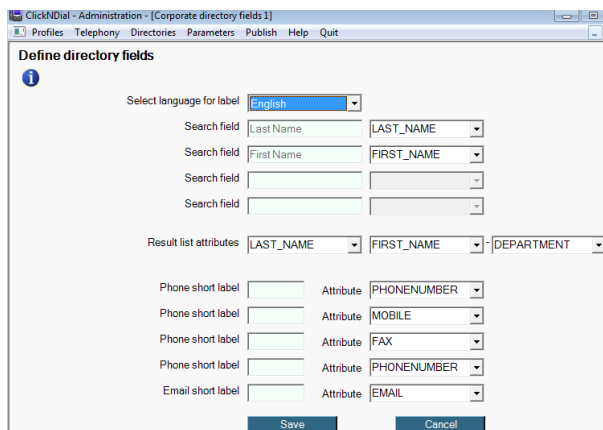 ClickNDial - Administration - [Corporate directory fields 1]
Profiles Telephony Directories Parameters Publish Help Quit
Define directory fields
Select language for label English
Search field Last Name LAST_NAME
Search field First Name FIRST_NAME
Search field
Search field
Result list attributes LAST_NAME FIRST_NAME - DEPARTMENT
Phone short label Attribute PHONENUMBER
Phone short label Attribute MOBILE
Phone short label Attribute FAX
Phone short label Attribute PHONENUMBER
Email short label Attribute EMAIL
Save Cancel